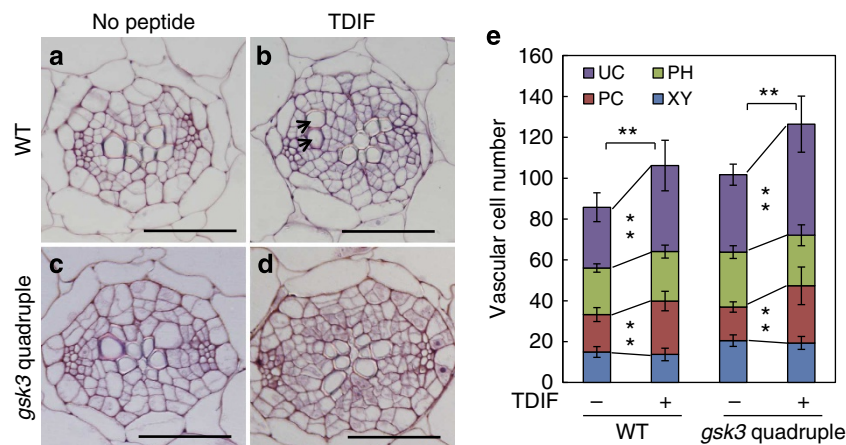 No peptide
TDIF
WT
gsk3 quadruple
a
b
c
d
e
Vascular cell number
160
140
120
100
80
60
40
20
0
UC
PH
PC
XY
**
**
**
**
**
**
TDIF
− + − +
WT
gsk3 quadruple